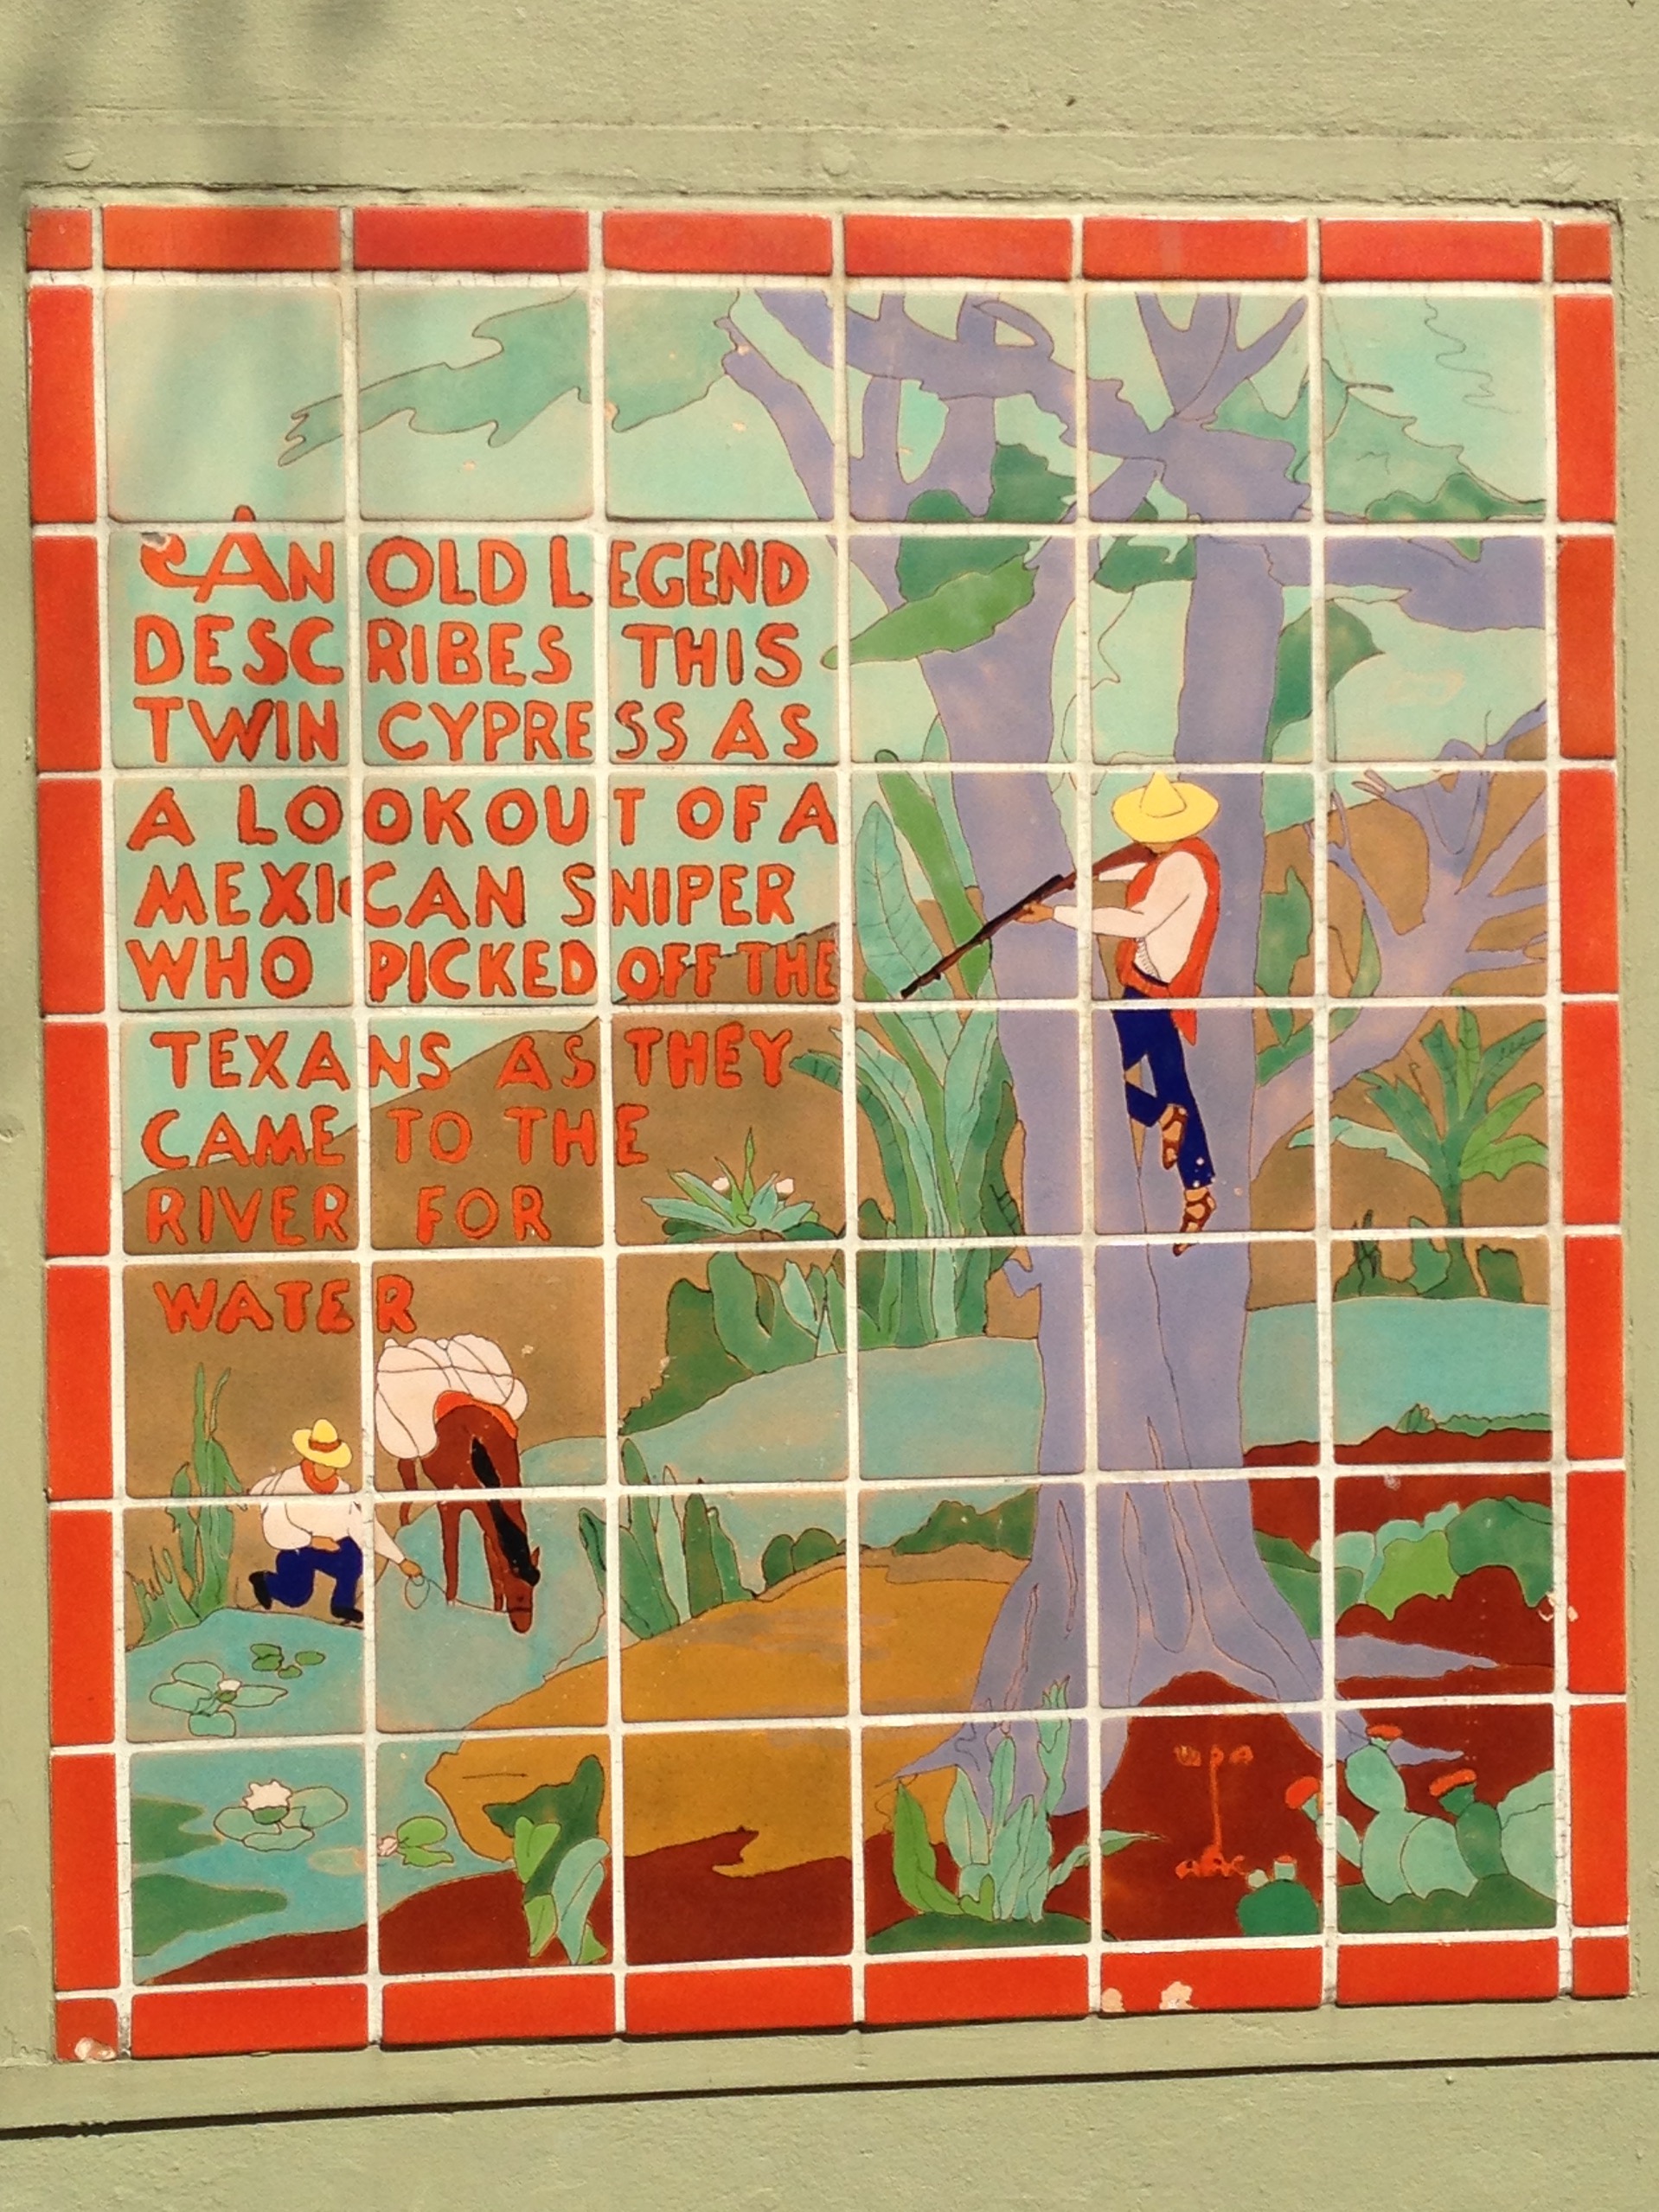 AN OLD LEGEND
DESCRIBES THIS
TWIN CYPRESS AS
A LOOKOUT OF A
MEXICAN SNIPER
WHO PICKED OFF THE
TEXANS AS THEY
CAME TO THE
RIVER FOR
WATER
wpa